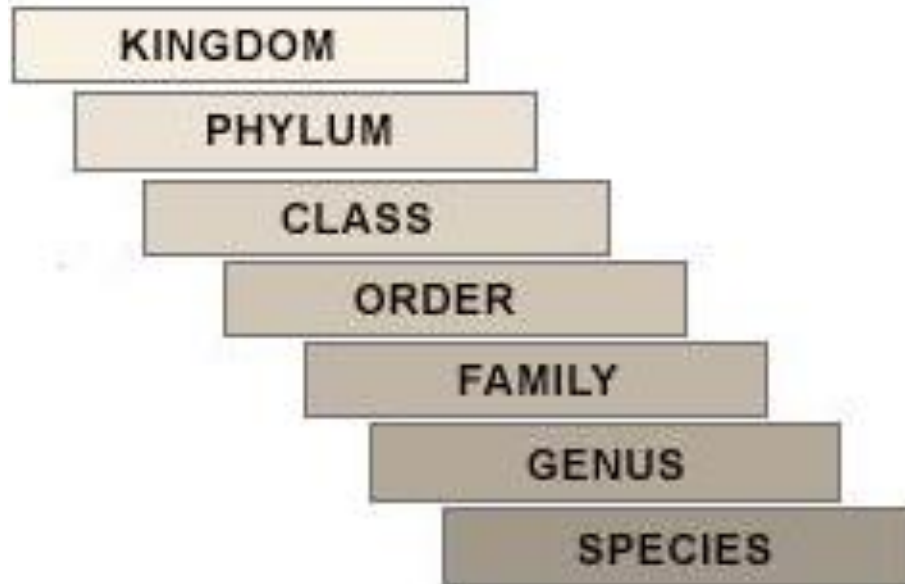 KINGDOM
PHYLUM
CLASS
ORDER
FAMILY
GENUS
SPECIES